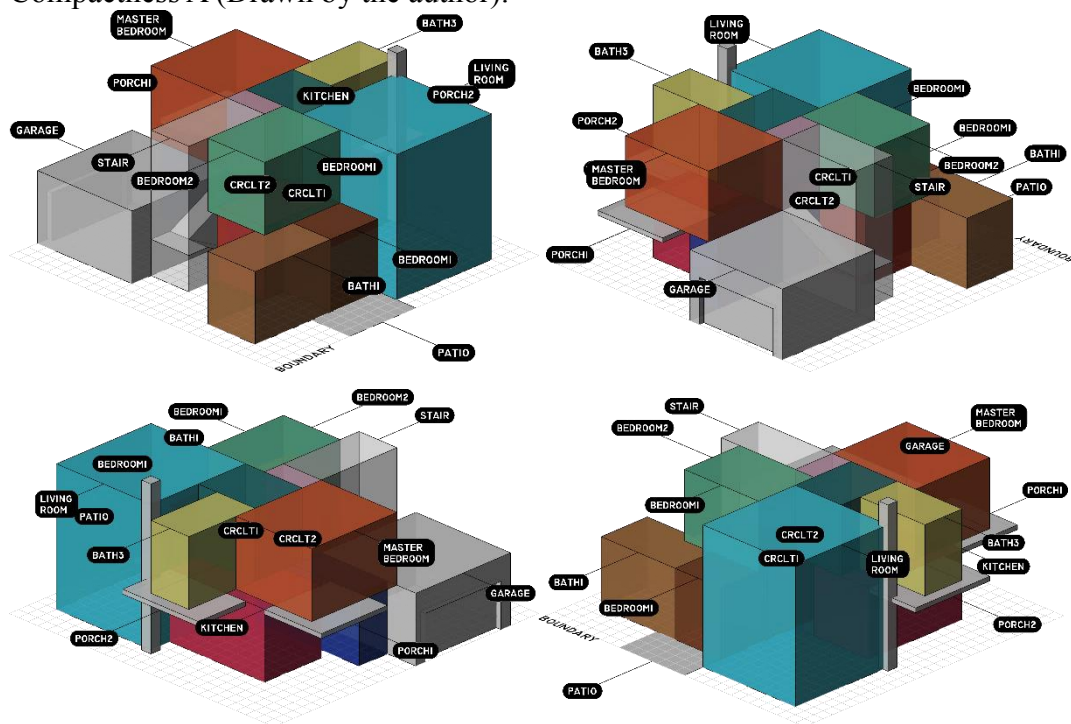 Compactness A (Drawn by the author).
MASTER
BEDROOM
BATH3
LIVING
ROOM
PORCH1
PORCH2
KITCHEN
GARAGE
STAIR
BEDROOM2
BEDROOM1
CRCLT2
CRCLT1
BEDROOM1
BATH1
BOUNDARY
PATIO
LIVING
ROOM
BATH3
BEDROOM1
PORCH2
BEDROOM1
BEDROOM2
BATH1
MASTER
BEDROOM
CRCLT1
STAIR
PATIO
CRCLT2
PORCH1
BOUNDARY
GARAGE
BEDROOM2
BEDROOM1
STAIR
BATH1
BEDROOM1
LIVING
ROOM
PATIO
CRCLT1
CRCLT2
BATH3
MASTER
BEDROOM
GARAGE
KITCHEN
PORCH2
PORCH1
STAIR
MASTER
BEDROOM
BEDROOM2
GARAGE
PORCH1
BEDROOM1
CRCLT2
BATH3
CRCLT1
LIVING
ROOM
KITCHEN
BATH1
BEDROOM1
PORCH2
BOUNDARY
PATIO